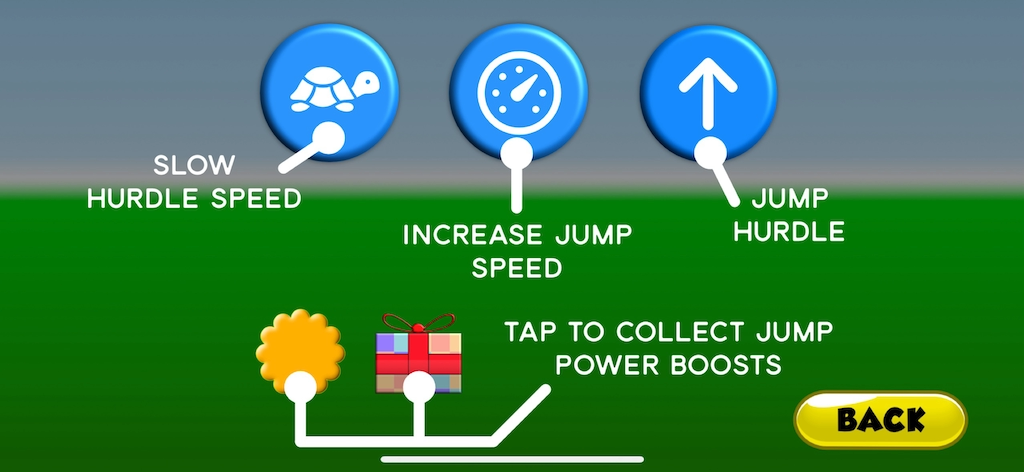 SLOW
HURDLE SPEED
INCREASE JUMP
SPEED
JUMP
HURDLE
TAP TO COLLECT JUMP
POWER BOOSTS
BACK